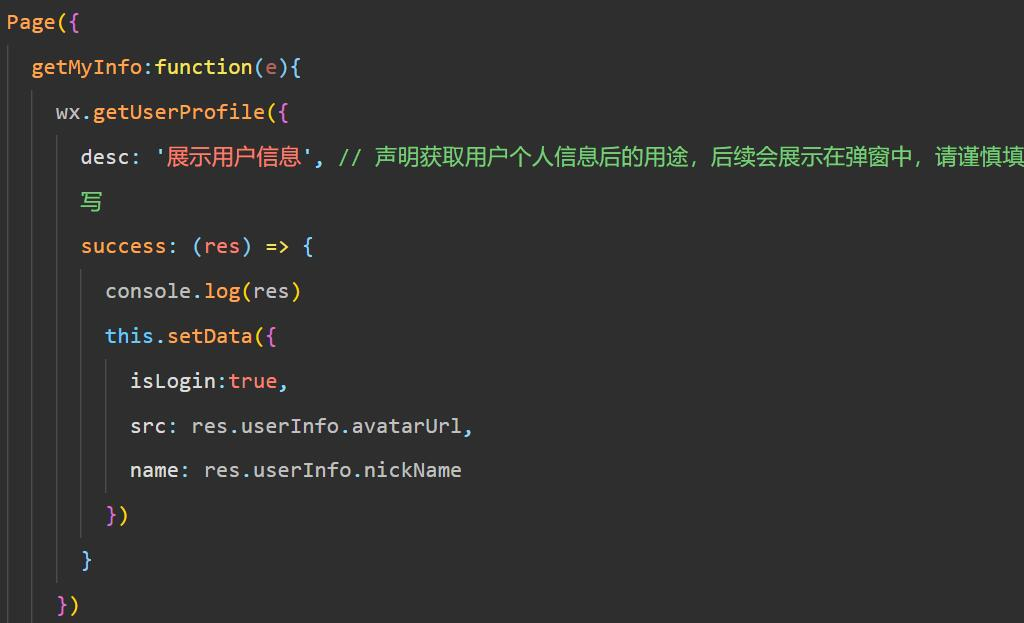 Page({
getMyInfo:function(e){
wx.getUserProfile({
desc: '展示用户信息', // 声明获取用户个人信息后的用途，后续会展示在弹窗中，请谨慎填
写
success: (res) => {
console.log(res)
this.setData({
isLogin:true,
src: res.userInfo.avatarUrl,
name: res.userInfo.nickName
})
}
})